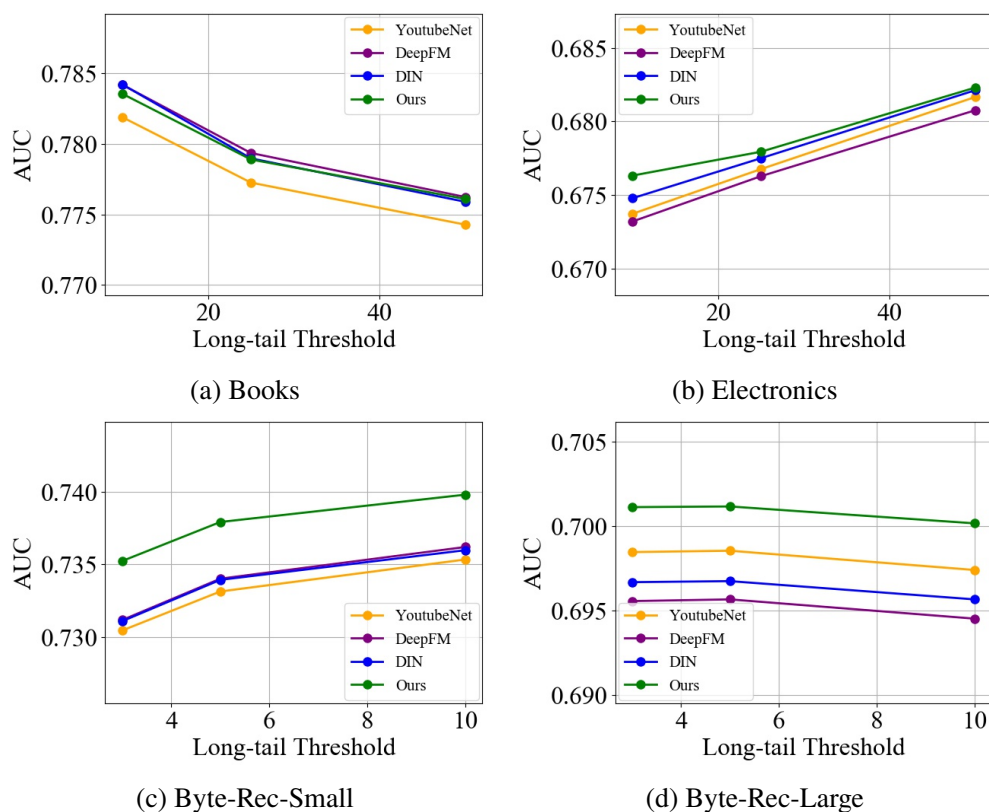 YoutubeNet
DeepFM
DIN
Ours
0.785
0.780
0.775
0.770
AUC
20 40
Long-tail Threshold
(a) Books
YoutubeNet
DeepFM
DIN
Ours
0.685
0.680
0.675
0.670
AUC
20 40
Long-tail Threshold
(b) Electronics
0.740
0.735
0.730
AUC
YoutubeNet
DeepFM
DIN
Ours
4 6 8 10
Long-tail Threshold
(c) Byte-Rec-Small
0.705
0.700
0.695
0.690
AUC
YoutubeNet
DeepFM
DIN
Ours
4 6 8 10
Long-tail Threshold
(d) Byte-Rec-Large